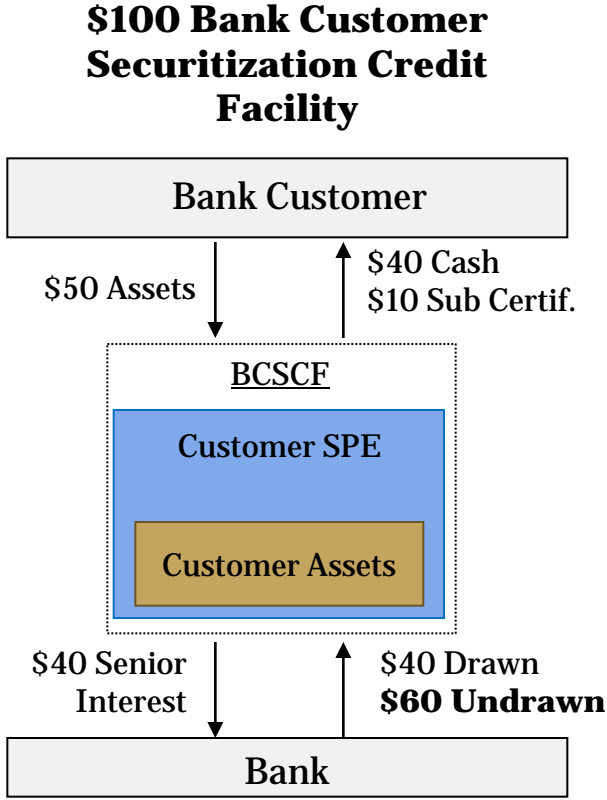 $100 Bank Customer
Securitization Credit
Facility
Bank Customer
$50 Assets
$40 Cash
$10 Sub Certif.
BCSCF
Customer SPE
Customer Assets
$40 Senior
Interest
$40 Drawn
$60 Undrawn
Bank